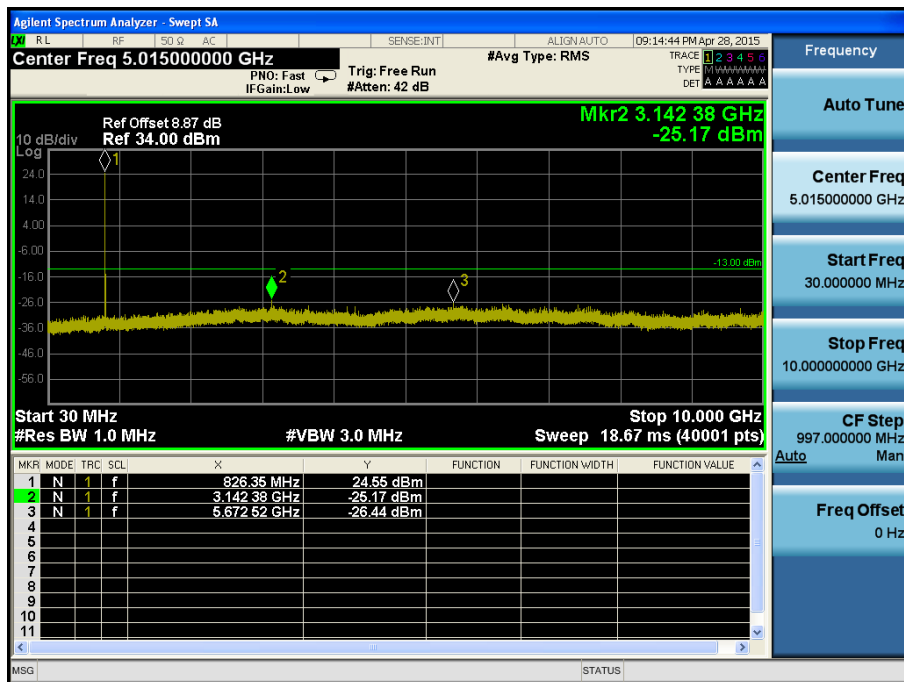 Agilent Spectrum Analyzer - Swept SA
LXI RL RF 50 Ω AC SENSE:INT ALIGN AUTO 09:14:44 PM Apr 28, 2015
Center Freq 5.015000000 GHz
PNO: Fast
IFGain:Low
Trig: Free Run
#Atten: 42 dB
#Avg Type: RMS
TRACE 1 2 3 4 5 6
TYPE
DET A A A A A A
Mkr2 3.142 38 GHz
-25.17 dBm
Ref Offset 8.87 dB
10 dB/div Ref 34.00 dBm
Log
24.0
14.0
4.00
-6.00
-16.0
-26.0
-36.0
-46.0
-56.0
1
2
3
-13.00 dBm
Start 30 MHz Stop 10.000 GHz
#Res BW 1.0 MHz #VBW 3.0 MHz Sweep 18.67 ms (40001 pts)
MKR MODE TRC SCL X Y FUNCTION FUNCTION WIDTH FUNCTION VALUE
1 N 1 f 826.35 MHz 24.55 dBm
2 N 1 f 3.142 38 GHz -25.17 dBm
3 N 1 f 5.672 52 GHz -26.44 dBm
4
5
6
7
8
9
10
11
MSG STATUS
Frequency
Auto Tune
Center Freq
5.015000000 GHz
Start Freq
30.000000 MHz
Stop Freq
10.000000000 GHz
CF Step
997.000000 MHz
Auto Man
Freq Offset
0 Hz